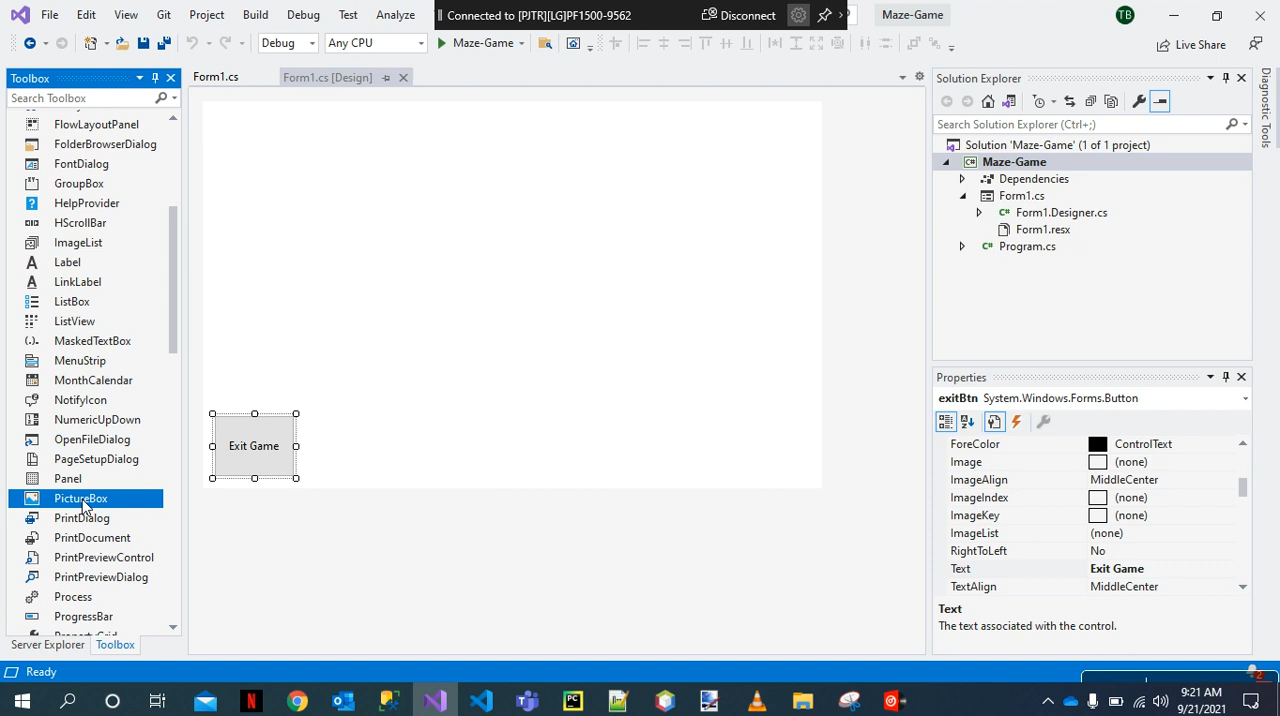 File Edit View Git Project Build Debug Test Analyze Connected to [PJTR][LG]PF1500-9562 Disconnect Maze-Game TB
Debug Any CPU Maze-Game Live Share
Toolbox
Search Toolbox
FlowLayoutPanel
FolderBrowserDialog
FontDialog
GroupBox
HelpProvider
HScrollBar
ImageList
Label
LinkLabel
ListBox
ListView
MaskedTextBox
MenuStrip
MonthCalendar
NotifyIcon
NumericUpDown
OpenFileDialog
PageSetupDialog
Panel
PictureBox
PrintDialog
PrintDocument
PrintPreviewControl
PrintPreviewDialog
Process
ProgressBar
Server Explorer Toolbox
Form1.cs Form1.cs [Design]
Exit Game
Solution Explorer
Search Solution Explorer (Ctrl+;)
Solution 'Maze-Game' (1 of 1 project)
Maze-Game
Dependencies
Form1.cs
Form1.Designer.cs
Form1.resx
Program.cs
Diagnostic Tools
Properties
exitBtn System.Windows.Forms.Button
ForeColor ControlText
Image (none)
ImageAlign MiddleCenter
ImageIndex (none)
ImageKey (none)
ImageList (none)
RightToLeft No
Text Exit Game
TextAlign MiddleCenter
Text
The text associated with the control.
Ready
9:21 AM
9/21/2021